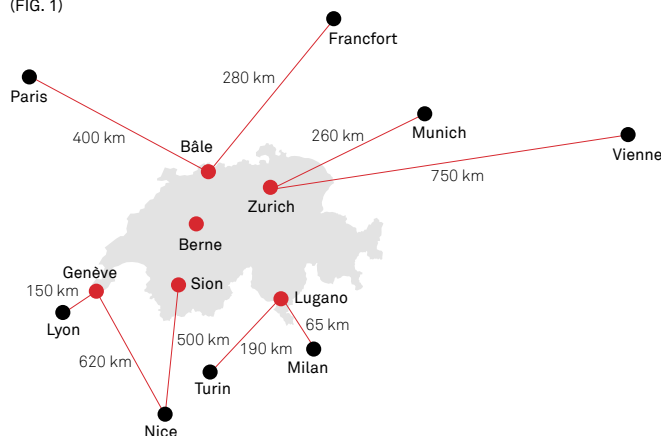 (FIG. 1)
Francfort
280 km
Paris
400 km
Bâle
260 km
Munich
Vienne
750 km
Zurich
Berne
Genève
150 km
Sion
Lugano
Lyon
620 km
500 km
190 km
65 km
Milan
Turin
Nice